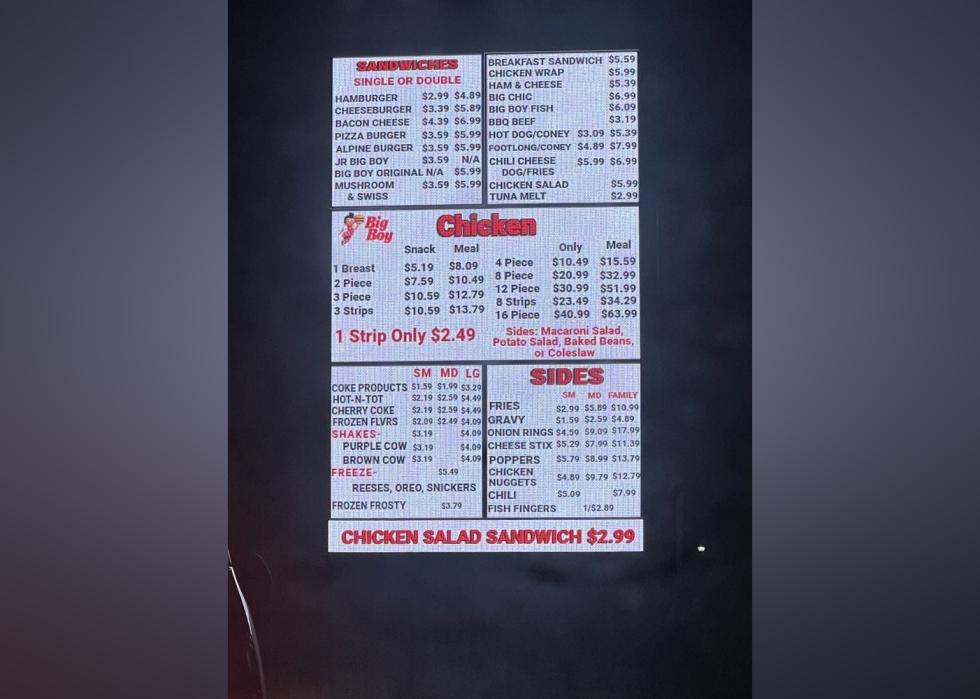 SANDWICHES
SINGLE OR DOUBLE
HAMBURGER $2.99 $4.89
CHEESEBURGER $3.39 $5.89
BACON CHEESE $4.39 $6.99
PIZZA BURGER $3.59 $5.99
ALPINE BURGER $3.59 $5.99
JR BIG BOY $3.59 N/A
BIG BOY ORIGINAL N/A $5.99
MUSHROOM $3.59 $5.99
& SWISS
BREAKFAST SANDWICH $5.59
CHICKEN WRAP $5.99
HAM & CHEESE $5.39
BIG CHIC $6.99
BIG BOY FISH $6.09
BBQ BEEF $3.19
HOT DOG/CONEY $3.09 $5.39
FOOTLONG/CONEY $4.89 $7.99
CHILI CHEESE $5.99 $6.99
DOG/FRIES
CHICKEN SALAD $5.99
TUNA MELT $2.99
Big
Boy
Chicken
Snack Meal
1 Breast $5.19 $8.09
2 Piece $7.59 $10.49
3 Piece $10.59 $12.79
3 Strips $10.59 $13.79
1 Strip Only $2.49
Only Meal
4 Piece $10.49 $15.59
8 Piece $20.99 $32.99
12 Piece $30.99 $51.99
8 Strips $23.49 $34.29
16 Piece $40.99 $63.99
Sides: Macaroni Salad,
Potato Salad, Baked Beans,
or Coleslaw
SM MD LG
COKE PRODUCTS $1.59 $1.99 $3.29
HOT-N-TOT $2.19 $2.59 $4.49
CHERRY COKE $2.19 $2.59 $4.49
FROZEN FLVRS $2.09 $2.49 $4.09
SHAKES- $3.19 $4.09
PURPLE COW $3.19 $4.09
BROWN COW $3.19 $4.09
FREEZE- $5.49
REESES, OREO, SNICKERS
FROZEN FROSTY $3.79
SIDES
SM MD FAMILY
FRIES $2.99 $5.89 $10.99
GRAVY $1.59 $2.59 $4.89
ONION RINGS $4.59 $9.09 $17.99
CHEESE STIX $5.29 $7.99 $11.39
POPPERS $5.79 $8.99 $13.79
CHICKEN
NUGGETS $4.89 $9.79 $12.79
CHILI $5.09 $7.99
FISH FINGERS 1/$2.89
CHICKEN SALAD SANDWICH $2.99